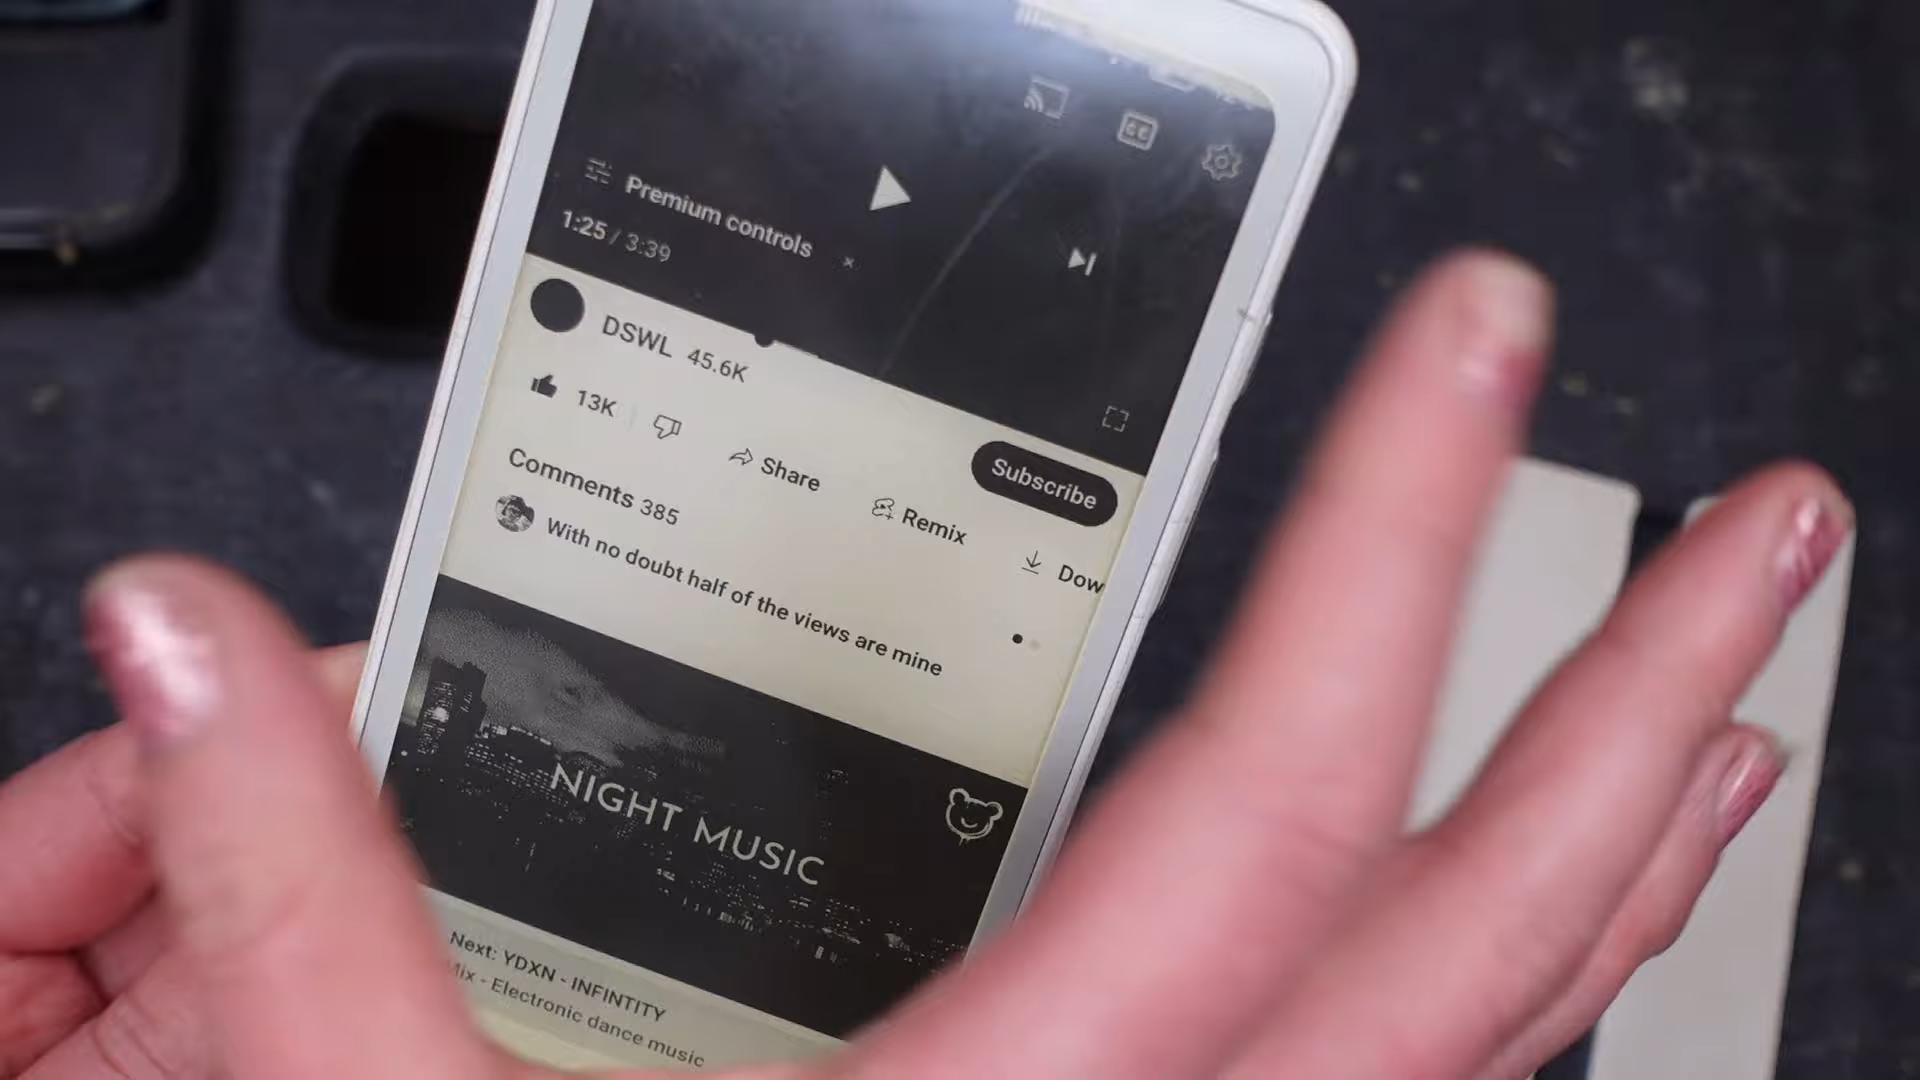 CC
Premium controls
1:25 / 3:39
DSWL 45.6K
Subscribe
13K
Share
Remix
Dow
Comments 385
With no doubt half of the views are mine
NIGHT MUSIC
Next: YDXN - INFINTITY
Mix - Electronic dance music